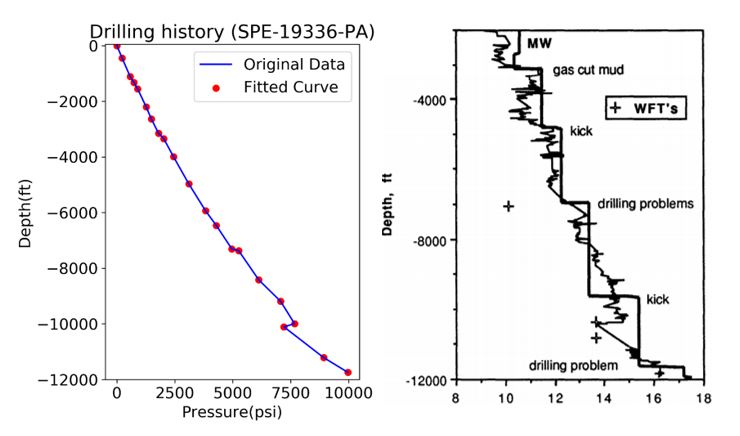 Drilling history (SPE-19336-PA)
Original Data
Fitted Curve
0
−2000
−4000
−6000
−8000
−10000
−12000
Depth(ft)
0 2500 5000 7500 10000
Pressure(psi)
MW
gas cut mud
-4000
+ WFT's
kick
drilling problems
Depth, ft
-8000
kick
drilling problem
-12000
8 10 12 14 16 18